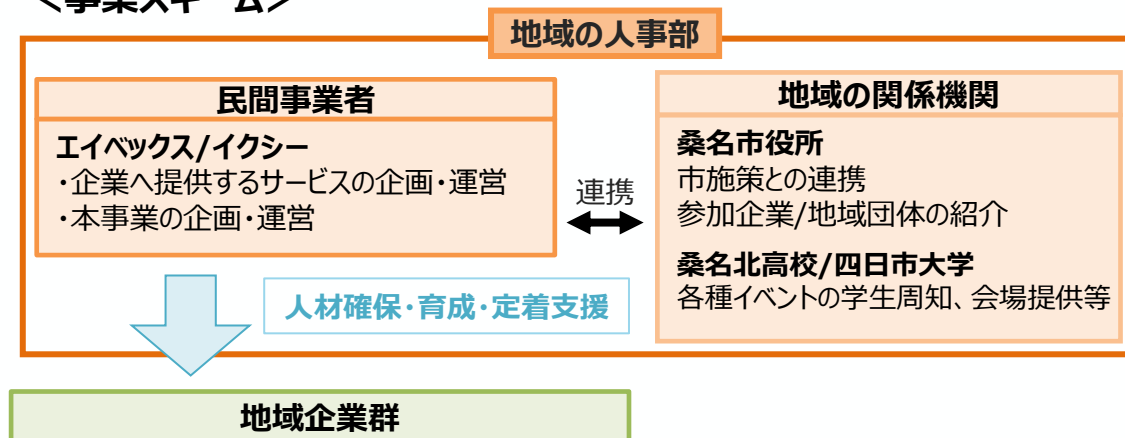 <事業スキーム>
地域の人事部
民間事業者
エイベックス/イクシー
・企業へ提供するサービスの企画・運営
・本事業の企画・運営
連携
地域の関係機関
桑名市役所
市施策との連携
参加企業/地域団体の紹介
桑名北高校/四日市大学
各種イベントの学生周知、会場提供等
人材確保・育成・定着支援
地域企業群